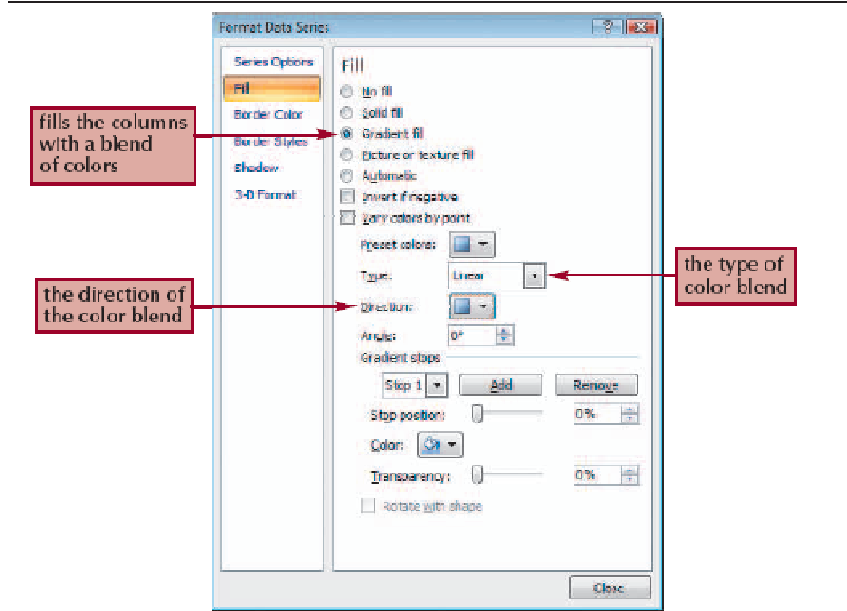 Format Data Series
Series Options
Fill
Border Color
Border Styles
Shadow
3-D Format
Fill
No fill
Solid fill
Gradient fill
Picture or texture fill
Automatic
Invert if negative
Vary colors by point
Preset colors:
Type: Linear
Direction:
Angle: 0°
Gradient stops
Stop 1 Add Remove
Stop position: 0%
Color:
Transparency: 0%
Rotate with shape
Close
fills the columns
with a blend
of colors
the direction of
the color blend
the type of
color blend